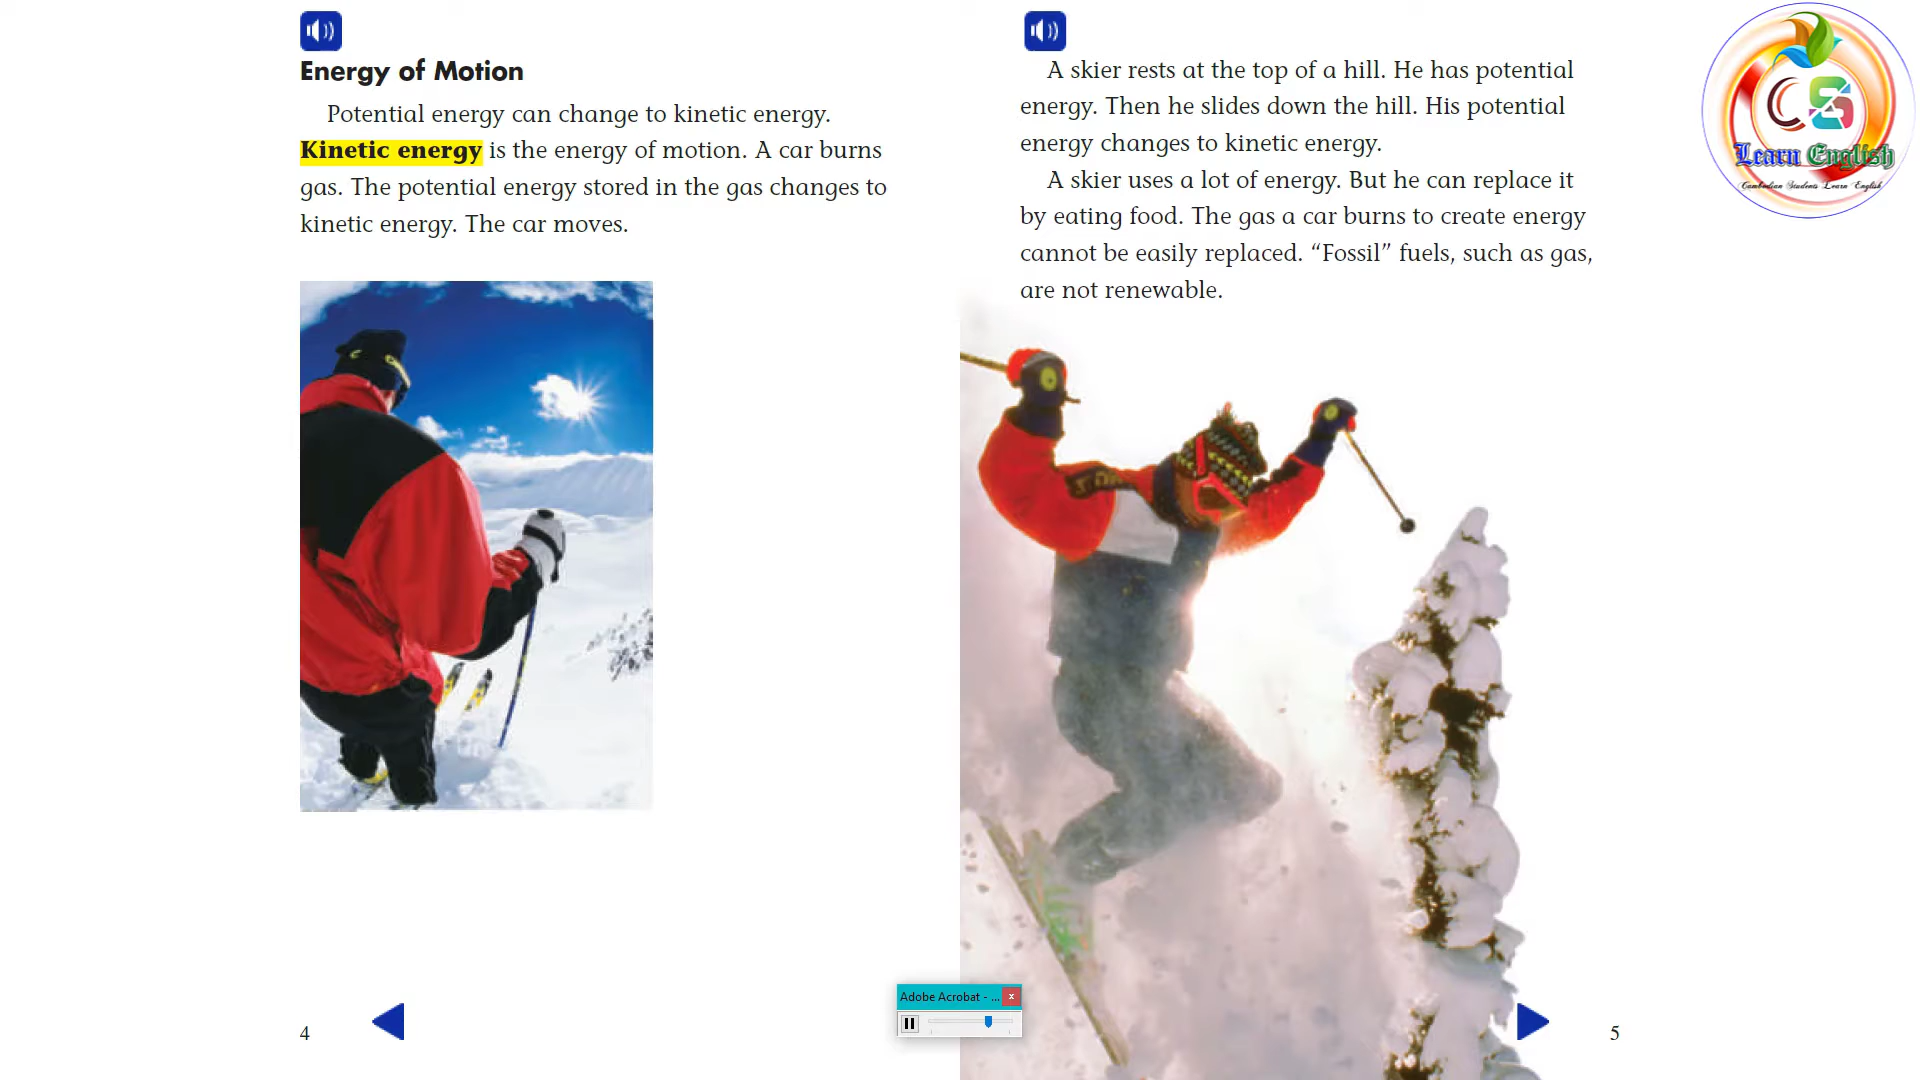 Energy of Motion
Potential energy can change to kinetic energy.
Kinetic energy is the energy of motion. A car burns
gas. The potential energy stored in the gas changes to
kinetic energy. The car moves.
4
A skier rests at the top of a hill. He has potential
energy. Then he slides down the hill. His potential
energy changes to kinetic energy.
A skier uses a lot of energy. But he can replace it
by eating food. The gas a car burns to create energy
cannot be easily replaced. “Fossil” fuels, such as gas,
are not renewable.
5
Adobe Acrobat - ...
x
CS
Learn English
Cambodian Students Learn English